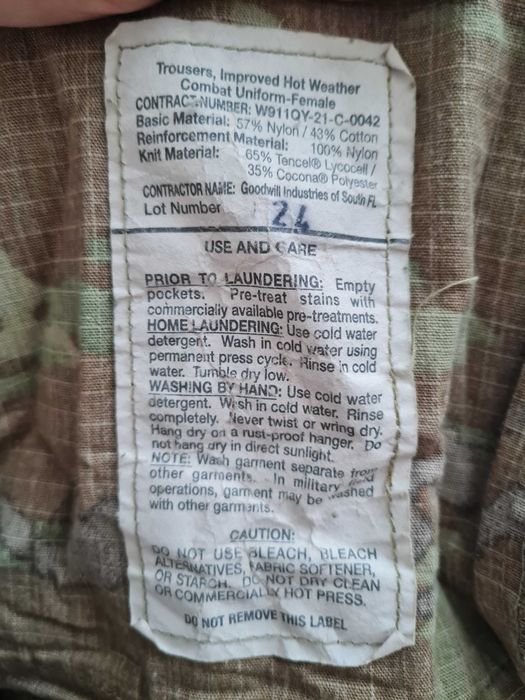 Trousers, Improved Hot Weather
Combat Uniform-Female
CONTRACT NUMBER: W911QY-21-C-0042
Basic Material: 57% Nylon / 43% Cotton
Reinforcement Material: 100% Nylon
Knit Material: 65% Tencel® Lyocell /
35% Cocona® Polyester
CONTRACTOR NAME: Goodwill Industries of South FL
Lot Number 24
USE AND CARE
PRIOR TO LAUNDERING: Empty
pockets. Pre-treat stains with
commercially available pre-treatments.
HOME LAUNDERING: Use cold water
detergent. Wash in cold water using
permanent press cycle. Rinse in cold
water. Tumble dry low.
WASHING BY HAND: Use cold water
detergent. Wash in cold water. Rinse
completely. Never twist or wring dry.
Hang dry on a rust-proof hanger. Do
not hang dry in direct sunlight.
NOTE: Wash garment separate from
other garments. In military field
operations, garment may be washed
with other garments.
CAUTION:
DO NOT USE BLEACH, BLEACH
ALTERNATIVES, FABRIC SOFTENER,
OR STARCH. DO NOT DRY CLEAN
OR COMMERCIALLY HOT PRESS.
DO NOT REMOVE THIS LABEL